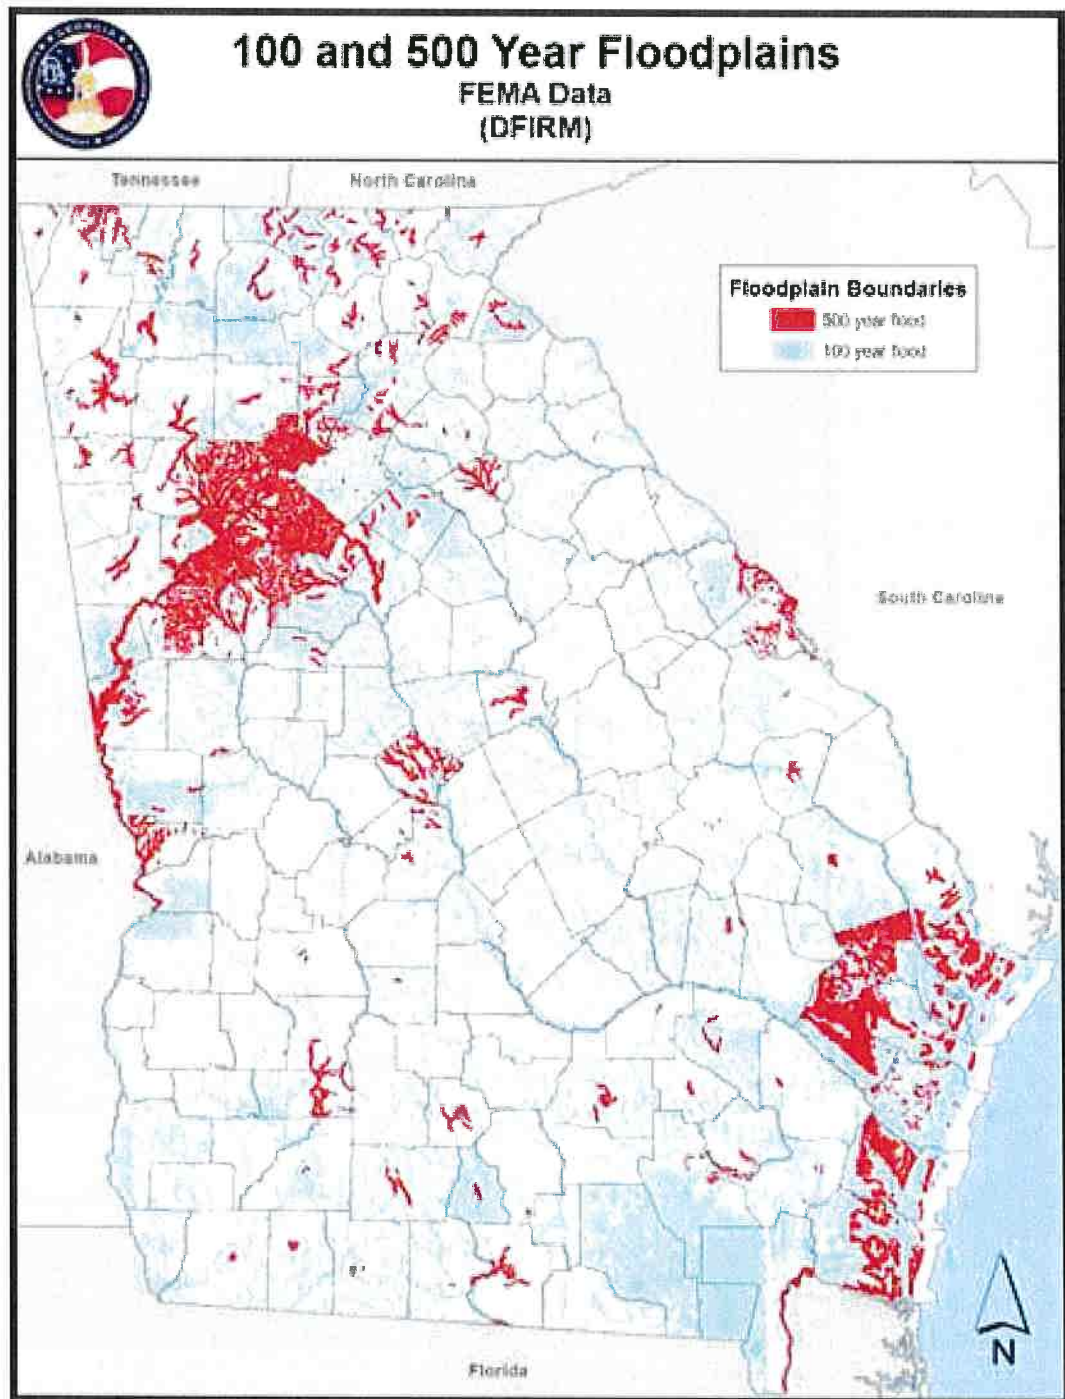 GEORGIA
100 and 500 Year Floodplains
FEMA Data
(DFIRM)
Tennessee
North Carolina
Floodplain Boundaries
500 year flood
100 year flood
South Carolina
Alabama
N
Florida